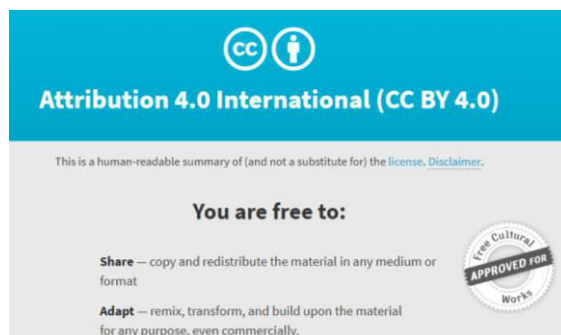 cc
Attribution 4.0 International (CC BY 4.0)
This is a human-readable summary of (and not a substitute for) the license. Disclaimer.
You are free to:
Share — copy and redistribute the material in any medium or
format
Adapt — remix, transform, and build upon the material
for any purpose, even commercially.
Free Cultural
APPROVED FOR
Works